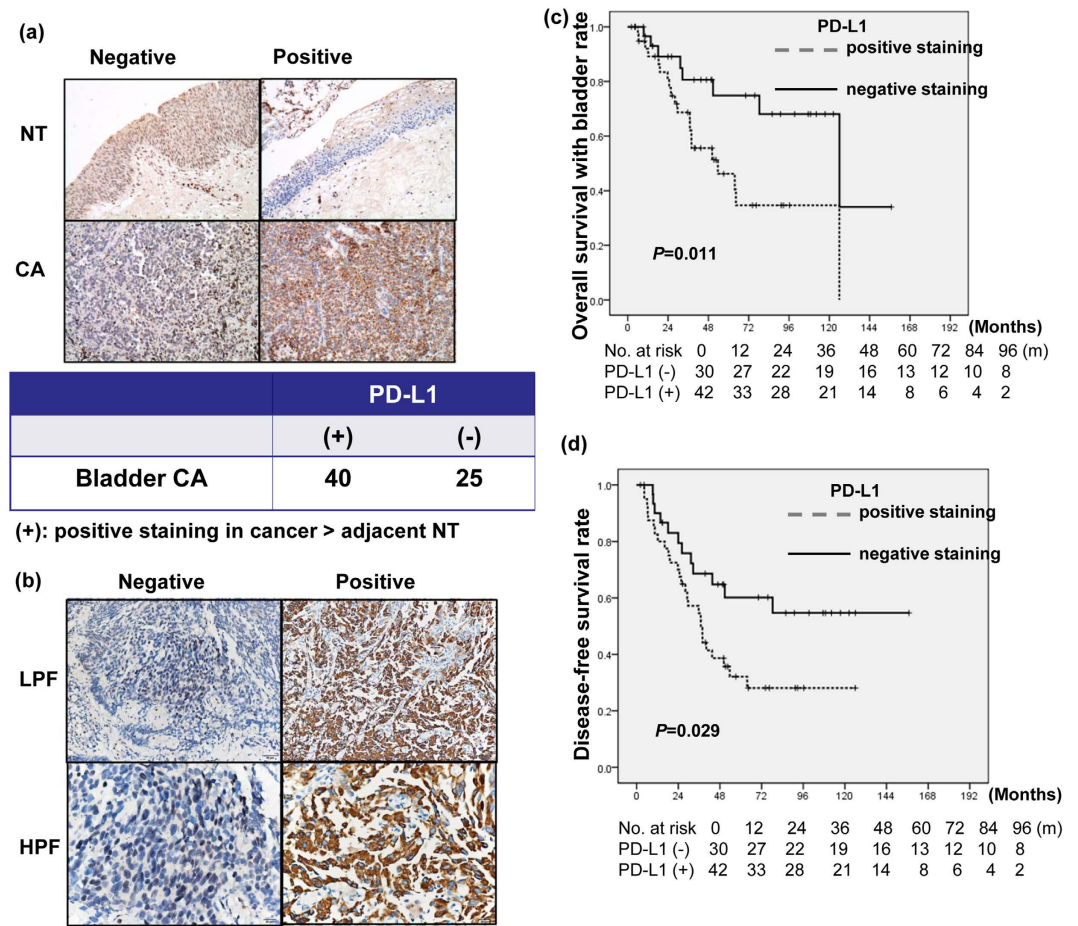 (a)
Negative Positive
NT
CA
PD-L1
(+) (-)
Bladder CA 40 25
(+): positive staining in cancer > adjacent NT
(b)
Negative Positive
LPF
HPF
(c)
PD-L1
positive staining
negative staining
Overall survival with bladder rate
1.0
0.8
0.6
0.4
0.2
0.0
P=0.011
0 24 48 72 96 120 144 168 192 (Months)
No. at risk 0 12 24 36 48 60 72 84 96 (m)
PD-L1 (-) 30 27 22 19 16 13 12 10 8
PD-L1 (+) 42 33 28 21 14 8 6 4 2
(d)
PD-L1
positive staining
negative staining
Disease-free survival rate
1.0
0.8
0.6
0.4
0.2
0.0
P=0.029
0 24 48 72 96 120 144 168 192 (Months)
No. at risk 0 12 24 36 48 60 72 84 96 (m)
PD-L1 (-) 30 27 22 19 16 13 12 10 8
PD-L1 (+) 42 33 28 21 14 8 6 4 2